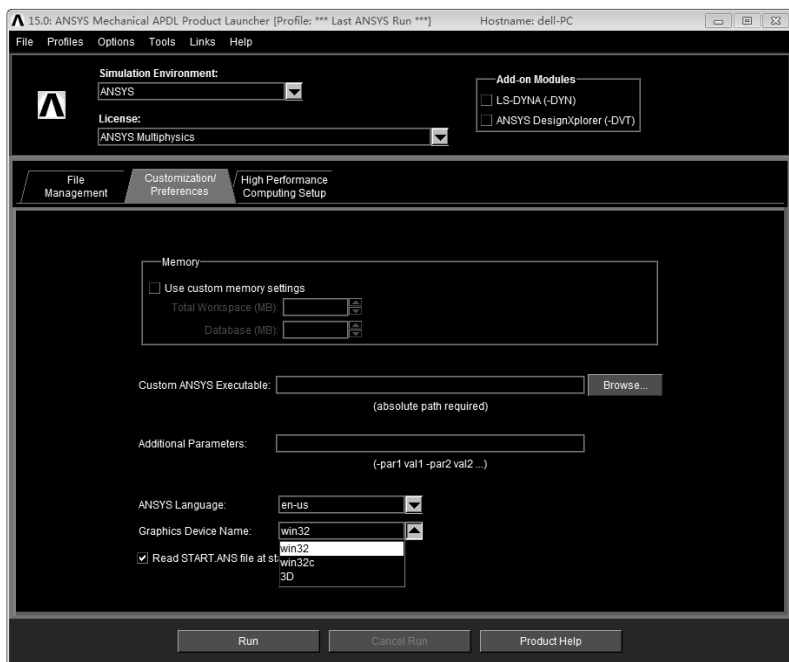 15.0: ANSYS Mechanical APDL Product Launcher [Profile: *** Last ANSYS Run ***] Hostname: dell-PC
File Profiles Options Tools Links Help
Simulation Environment:
ANSYS
License:
ANSYS Multiphysics
Add-on Modules
LS-DYNA (-DYN)
ANSYS DesignXplorer (-DVT)
File
Management
Customization/
Preferences
High Performance
Computing Setup
Memory
Use custom memory settings
Total Workspace (MB):
Database (MB):
Custom ANSYS Executable:
Browse...
(absolute path required)
Additional Parameters:
(-par1 val1 -par2 val2 ...)
ANSYS Language: en-us
Graphics Device Name: win32
win32
Read START.ANS file at st
win32c
3D
Run Cancel Run Product Help